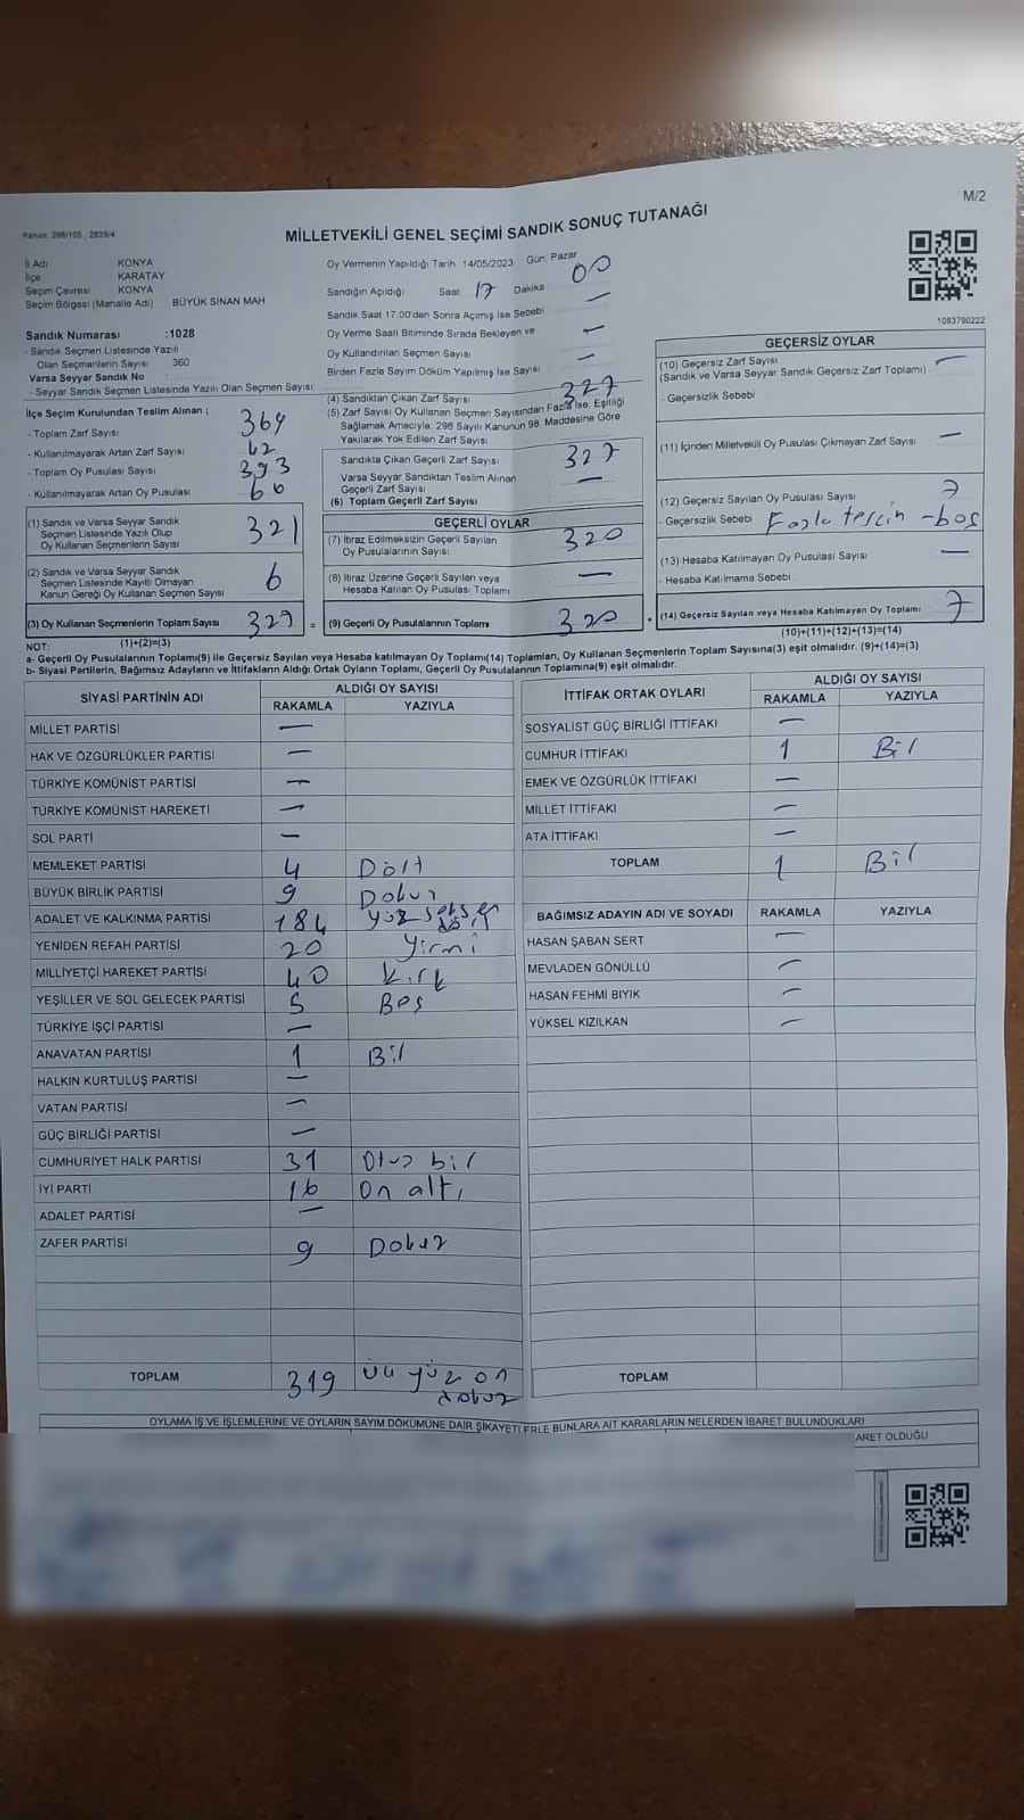 M/2
MİLLETVEKİLİ GENEL SEÇİMİ SANDIK SONUÇ TUTANAĞI
İl Adı KONYA
İlçe KARATAY
Seçim Çevresi KONYA
Seçim Bölgesi (Mahalle Adı) BÜYÜK SİNAN MAH
Oy Vermenin Yapıldığı Tarih 14/05/2023 Gün: Pazar
Sandığın Açıldığı Saat 17 Dakika 00
Sandık Saat 17.00'den Sonra Açılmış İse Sebebi —
Oy Verme Saati Bitiminde Sırada Bekleyen ve —
Oy Kullandırılan Seçmen Sayısı —
Birden Fazla Sayım Döküm Yapılmış İse Sayısı
1083790222
Sandık Numarası :1028
- Sandık Seçmen Listesinde Yazılı
Olan Seçmenlerin Sayısı 360
Varsa Seyyar Sandık No
- Seyyar Sandık Seçmen Listesinde Yazılı Olan Seçmen Sayısı
İlçe Seçim Kurulundan Teslim Alınan :
- Toplam Zarf Sayısı 369
- Kullanılmayarak Artan Zarf Sayısı 42
- Toplam Oy Pusulası Sayısı 393
- Kullanılmayarak Artan Oy Pusulası 66
(1) Sandık ve Varsa Seyyar Sandık
Seçmen Listesinde Yazılı Olup
Oy Kullanan Seçmenlerin Sayısı 321
(2) Sandık ve Varsa Seyyar Sandık
Seçmen Listesinde Kayıtlı Olmayan
Kanun Gereği Oy Kullanan Seçmen Sayısı 6
(3) Oy Kullanan Seçmenlerin Toplam Sayısı 327 =
(1)+(2)=(3)
(4) Sandıktan Çıkan Zarf Sayısı 327
(5) Zarf Sayısı Oy Kullanan Seçmen Sayısından Fazla İse, Eşitliği
Sağlamak Amacıyla; 298 Sayılı Kanunun 98. Maddesine Göre
Yakılarak Yok Edilen Zarf Sayısı
Sandıkta Çıkan Geçerli Zarf Sayısı 327
Varsa Seyyar Sandıktan Teslim Alınan
Geçerli Zarf Sayısı —
(6) Toplam Geçerli Zarf Sayısı
GEÇERLİ OYLAR
(7) İtiraz Edilmeksizin Geçerli Sayılan
Oy Pusulalarının Sayısı 320
(8) İtiraz Üzerine Geçerli Sayılan veya
Hesaba Katılan Oy Pusulası Toplamı —
(9) Geçerli Oy Pusulalarının Toplamı 320
GEÇERSİZ OYLAR
(10) Geçersiz Zarf Sayısı —
(Sandık ve Varsa Seyyar Sandık Geçersiz Zarf Toplamı)
- Geçersizlik Sebebi
(11) İçinden Milletvekili Oy Pusulası Çıkmayan Zarf Sayısı —
(12) Geçersiz Sayılan Oy Pusulası Sayısı 7
- Geçersizlik Sebebi Fazla tercih - boş
(13) Hesaba Katılmayan Oy Pusulası Sayısı —
- Hesaba Katılmama Sebebi
(14) Geçersiz Sayılan veya Hesaba Katılmayan Oy Toplamı 7
(10)+(11)+(12)+(13)=(14)
NOT:
a- Geçerli Oy Pusulalarının Toplamı(9) ile Geçersiz Sayılan veya Hesaba katılmayan Oy Toplamı(14) Toplamları, Oy Kullanan Seçmenlerin Toplam Sayısına(3) eşit olmalıdır. (9)+(14)=(3)
b- Siyasi Partilerin, Bağımsız Adayların ve İttifakların Aldığı Ortak Oyların Toplamı, Geçerli Oy Pusulalarının Toplamına(9) eşit olmalıdır.
SİYASİ PARTİNİN ADI ALDIĞI OY SAYISI
RAKAMLA YAZIYLA
MİLLET PARTİSİ —
HAK VE ÖZGÜRLÜKLER PARTİSİ —
TÜRKİYE KOMÜNİST PARTİSİ —
TÜRKİYE KOMÜNİST HAREKETİ —
SOL PARTİ —
MEMLEKET PARTİSİ 4 Dört
BÜYÜK BİRLİK PARTİSİ 9 Dokuz
ADALET VE KALKINMA PARTİSİ 184 Yüz seksen dört
YENİDEN REFAH PARTİSİ 20 Yirmi
MİLLİYETÇİ HAREKET PARTİSİ 40 Kırk
YEŞİLLER VE SOL GELECEK PARTİSİ 5 Beş
TÜRKİYE İŞÇİ PARTİSİ —
ANAVATAN PARTİSİ 1 Bir
HALKIN KURTULUŞ PARTİSİ —
VATAN PARTİSİ —
GÜÇ BİRLİĞİ PARTİSİ —
CUMHURİYET HALK PARTİSİ 31 Otuz bir
İYİ PARTİ 16 On altı
ADALET PARTİSİ —
ZAFER PARTİSİ 9 Dokuz
TOPLAM 319 üç yüz on dokuz
İTTİFAK ORTAK OYLARI ALDIĞI OY SAYISI
RAKAMLA YAZIYLA
SOSYALİST GÜÇ BİRLİĞİ İTTİFAKI —
CUMHUR İTTİFAKI 1 Bir
EMEK VE ÖZGÜRLÜK İTTİFAKI —
MİLLET İTTİFAKI —
ATA İTTİFAKI —
TOPLAM 1 Bir
BAĞIMSIZ ADAYIN ADI VE SOYADI RAKAMLA YAZIYLA
HASAN ŞABAN SERT —
MEVLADEN GÖNÜLLÜ —
HASAN FEHMİ BIYIK —
YÜKSEL KIZILKAN —
TOPLAM
OYLAMA İŞ VE İŞLEMLERİNE VE OYLARIN SAYIM DÖKÜMÜNE DAİR ŞİKAYETLERLE BUNLARA AİT KARARLARIN NELERDEN İBARET BULUNDUKLARI
ARET OLDUĞU